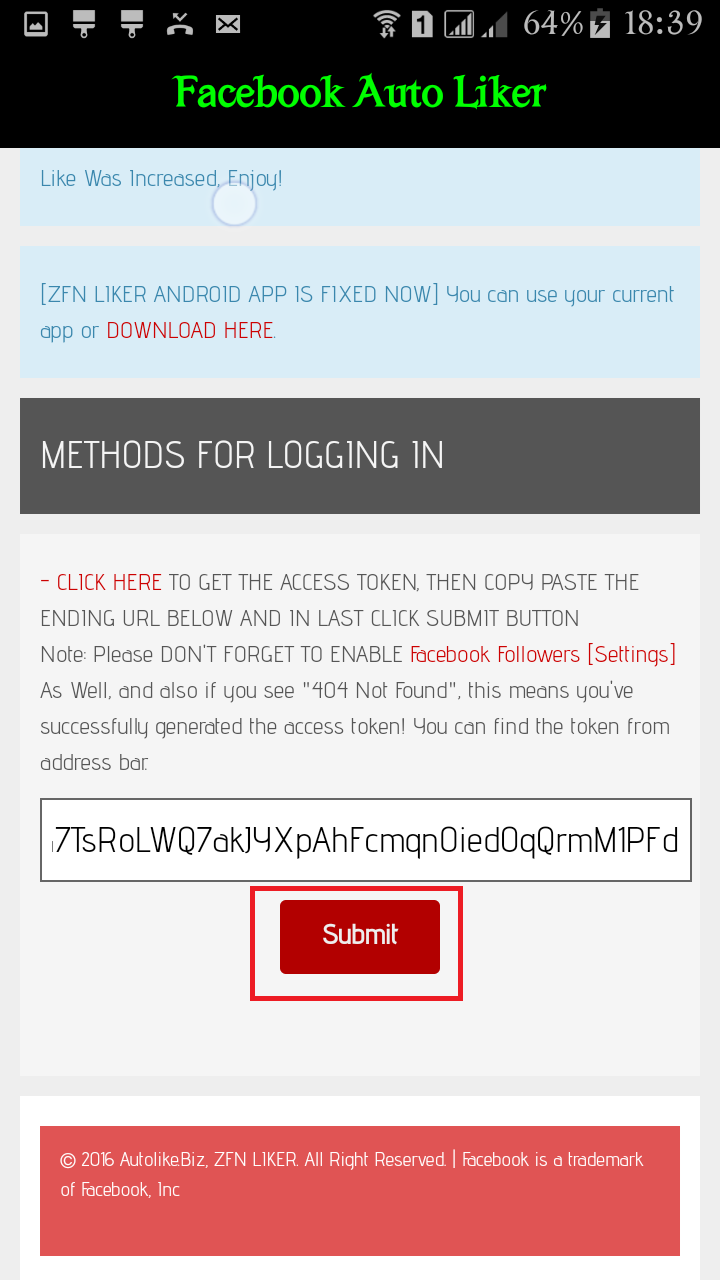 64% 18:39
Facebook Auto Liker
Like Was Increased. Enjoy!
[ZFN LIKER ANDROID APP IS FIXED NOW] You can use your current
app or DOWNLOAD HERE.
METHODS FOR LOGGING IN
- CLICK HERE TO GET THE ACCESS TOKEN, THEN COPY PASTE THE
ENDING URL BELOW AND IN LAST CLICK SUBMIT BUTTON
Note: Please DON'T FORGET TO ENABLE Facebook Followers [Settings]
As Well, and also if you see "404 Not Found", this means you've
successfully generated the access token! You can find the token from
address bar.
7TsRoLWQ7akJYXpAhFcmqnOiedOqQrmM1PFd
Submit
© 2016 Autolike.Biz, ZFN LIKER. All Right Reserved. | Facebook is a trademark
of Facebook, Inc